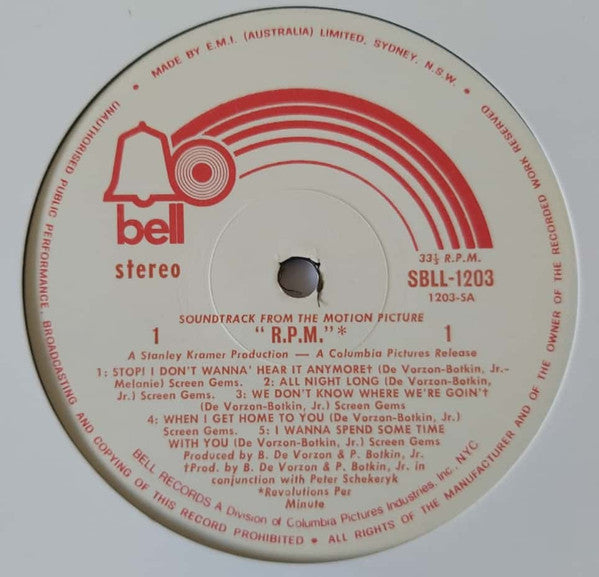 MADE BY E.M.I. (AUSTRALIA) LIMITED, SYDNEY, N.S.W. ●
UNAUTHORISED PUBLIC PERFORMANCE, BROADCASTING AND COPYING OF THIS RECORD PROHIBITED ● ALL RIGHTS OF THE MANUFACTURER AND OF THE OWNER OF THE RECORDED WORK RESERVED ●
bell
stereo
33⅓ R.P.M.
SBLL-1203
1203-SA
SOUNDTRACK FROM THE MOTION PICTURE
1 "R.P.M."* 1
A Stanley Kramer Production — A Columbia Pictures Release
1: STOP! I DON'T WANNA' HEAR IT ANYMORE† (De Vorzon-Botkin, Jr.-
Melanie) Screen Gems. 2: ALL NIGHT LONG (De Vorzon-Botkin,
Jr.) Screen Gems. 3: WE DON'T KNOW WHERE WE'RE GOIN'†
(De Vorzon-Botkin, Jr.) Screen Gems
4: WHEN I GET HOME TO YOU (De Vorzon-Botkin, Jr.)
Screen Gems. 5: I WANNA SPEND SOME TIME
WITH YOU (De Vorzon-Botkin, Jr.) Screen Gems
Produced by B. De Vorzon & P. Botkin, Jr.
†Prod. by B. De Vorzon & P. Botkin, Jr. in
conjunction with Peter Schekeryk
*Revolutions Per
Minute
BELL RECORDS A Division of Columbia Pictures Industries, Inc., NYC